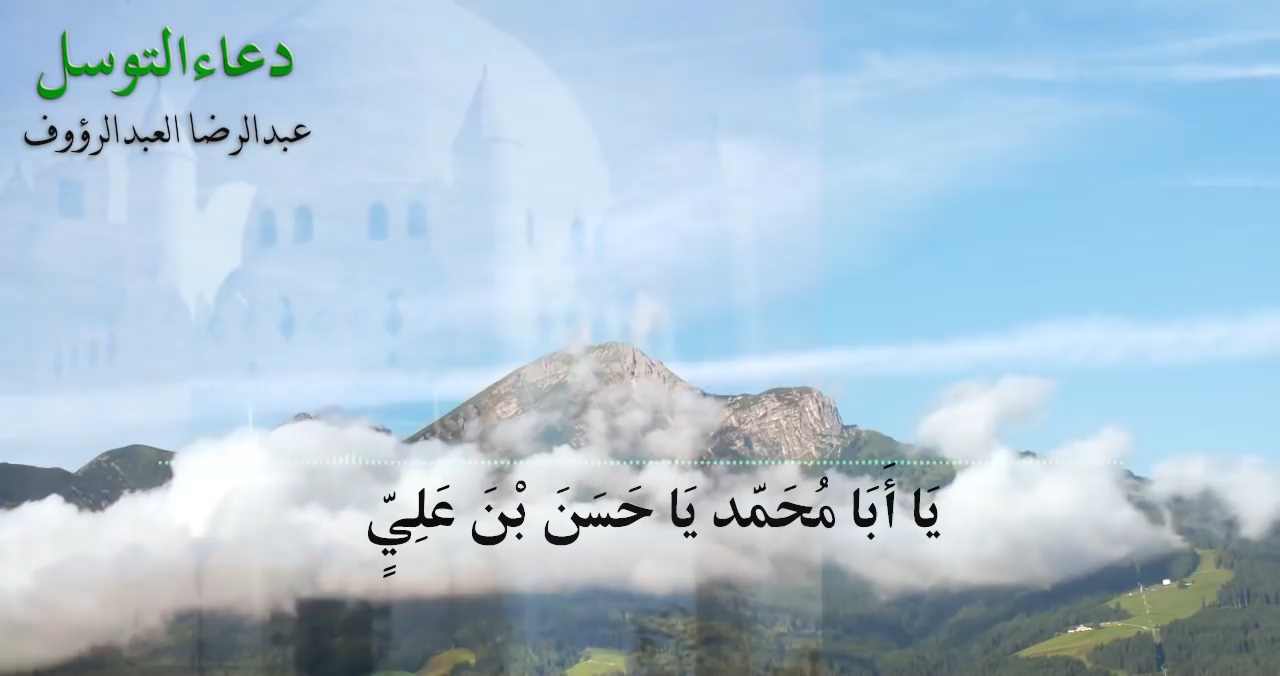 دعاءالتوسل
عبدالرضا العبدالرؤوف
يَا أَبَا مُحَمّد يَا حَسَنَ بْنَ عَلِيٍّ